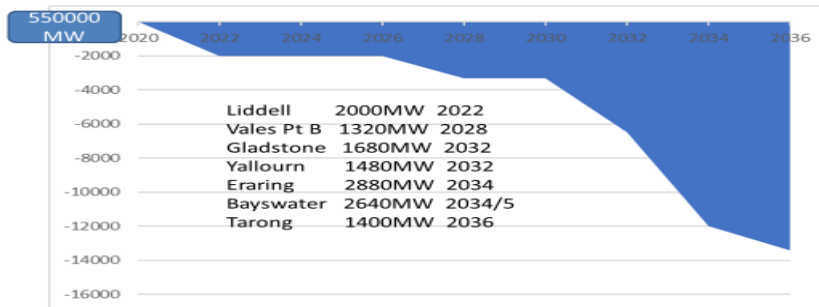 550000
MW
2020 2022 2024 2026 2028 2030 2032 2034 2036
-2000
-4000
-6000
-8000
-10000
-12000
-14000
-16000
Liddell 2000MW 2022
Vales Pt B 1320MW 2028
Gladstone 1680MW 2032
Yallourn 1480MW 2032
Eraring 2880MW 2034
Bayswater 2640MW 2034/5
Tarong 1400MW 2036